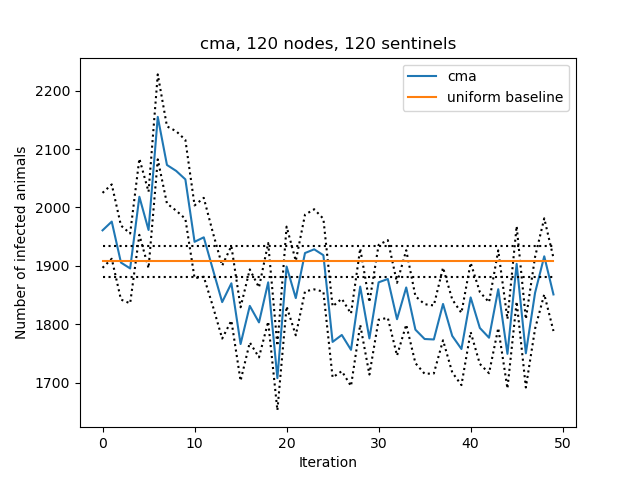 cma, 120 nodes, 120 sentinels
cma
uniform baseline
2200
2100
2000
1900
1800
1700
Number of infected animals
0 10 20 30 40 50
Iteration